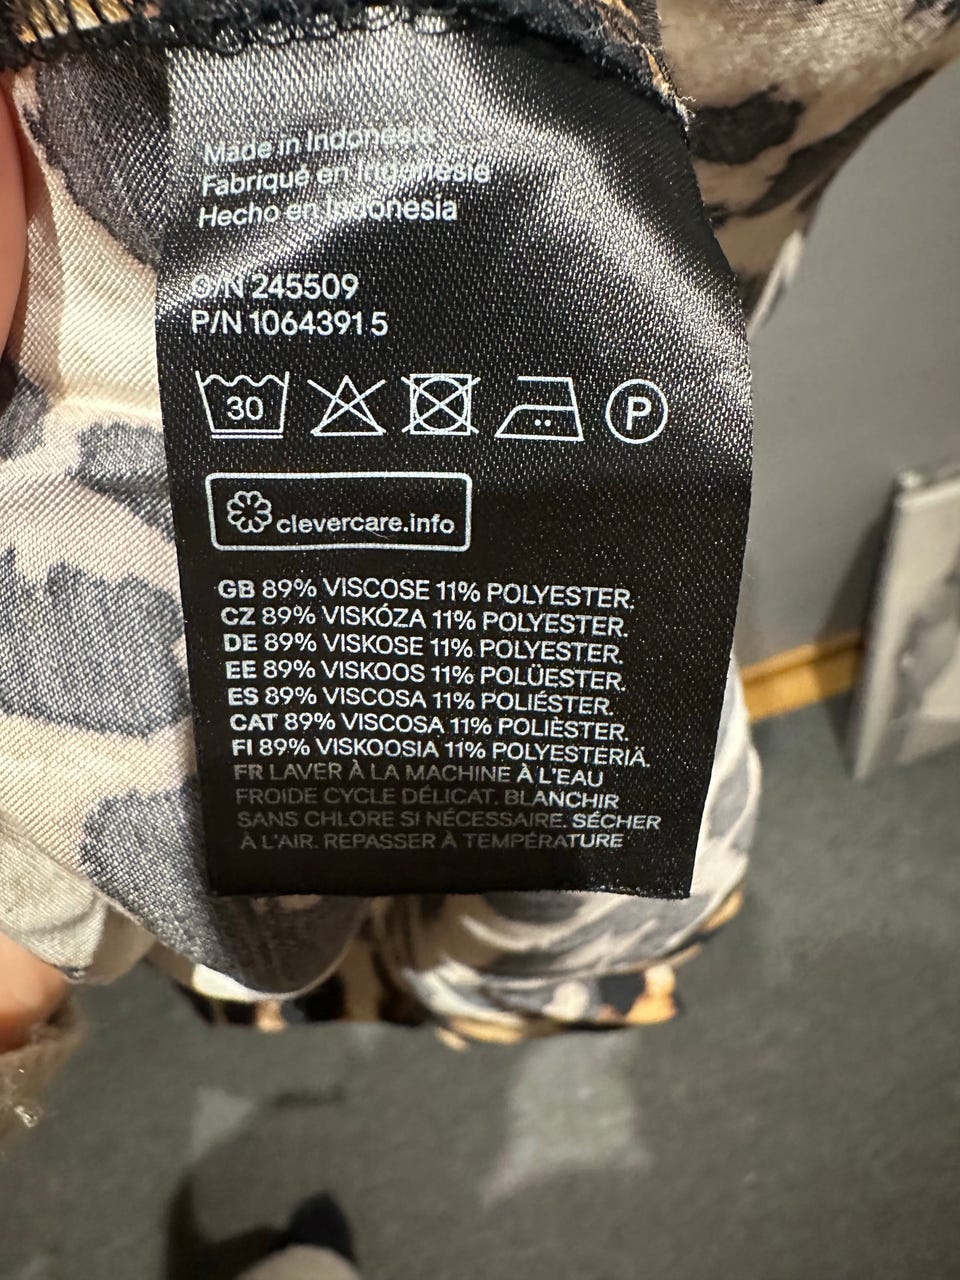 Made in Indonesia
Fabriqué en Indonésie
Hecho en Indonesia
O/N 245509
P/N 10643915
30
P
clevercare.info
GB 89% VISCOSE 11% POLYESTER.
CZ 89% VISKÓZA 11% POLYESTER.
DE 89% VISKOSE 11% POLYESTER.
EE 89% VISKOOS 11% POLÜESTER.
ES 89% VISCOSA 11% POLIÉSTER.
CAT 89% VISCOSA 11% POLIÈSTER.
FI 89% VISKOOSIA 11% POLYESTERIÄ.
FR LAVER À LA MACHINE À L'EAU
FROIDE CYCLE DÉLICAT. BLANCHIR
SANS CHLORE SI NÉCESSAIRE. SÉCHER
À L'AIR. REPASSER À TEMPÉRATURE